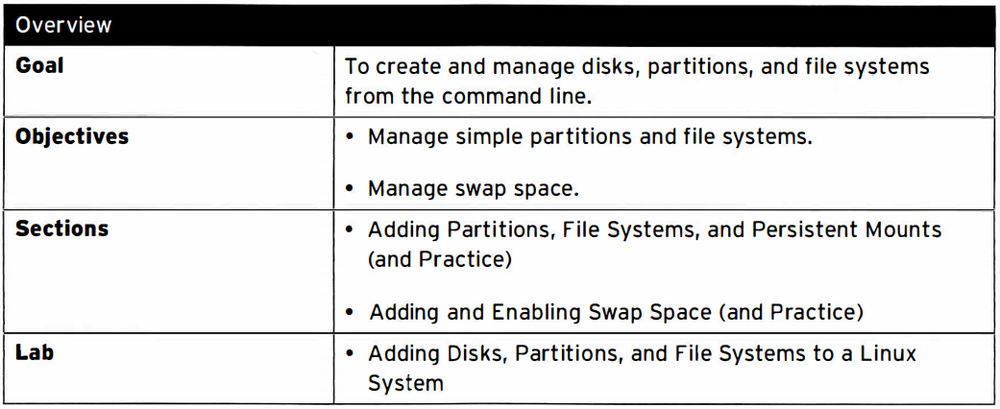 Overview
Goal
To create and manage disks, partitions, and file systems
from the command line.
Objectives
• Manage simple partitions and file systems.
• Manage swap space.
Sections
• Adding Partitions, File Systems, and Persistent Mounts
(and Practice)
• Adding and Enabling Swap Space (and Practice)
Lab
• Adding Disks, Partitions, and File Systems to a Linux
System